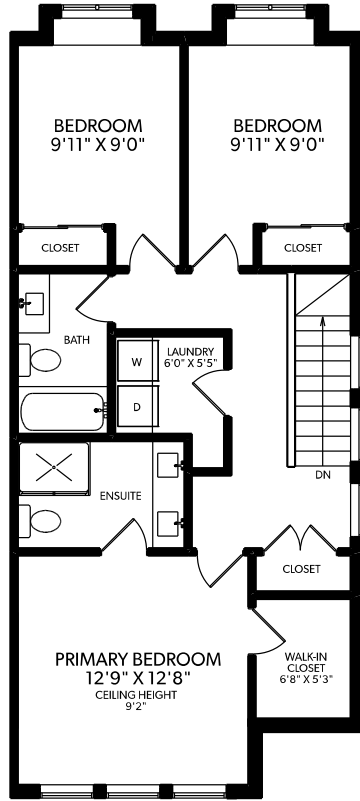 BEDROOM
9'11" X 9'0"
BEDROOM
9'11" X 9'0"
CLOSET
CLOSET
BATH
W
D
LAUNDRY
6'0" X 5'5"
DN
ENSUITE
CLOSET
PRIMARY BEDROOM
12'9" X 12'8"
CEILING HEIGHT
9'2"
WALK-IN
CLOSET
6'8" X 5'3"